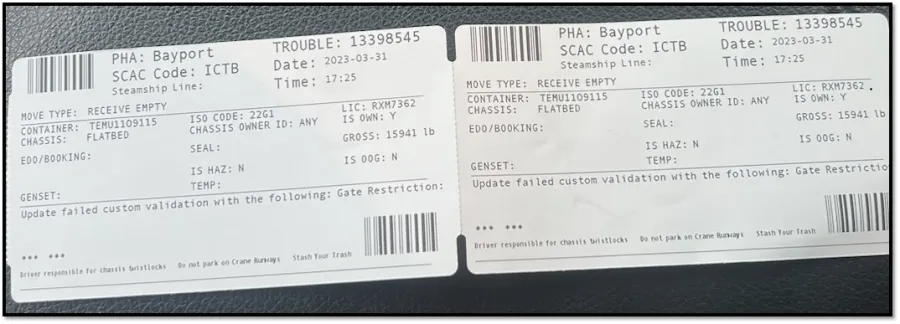 PHA: Bayport
SCAC Code: ICTB
Steamship Line:
TROUBLE: 13398545
Date: 2023-03-31
Time: 17:25
MOVE TYPE: RECEIVE EMPTY
CONTAINER: TEMU1109115 ISO CODE: 22G1 LIC: RXM7362
CHASSIS: FLATBED CHASSIS OWNER ID: ANY IS OWN: Y
EDO/BOOKING: SEAL: GROSS: 15941 lb
IS HAZ: N IS OOG: N
GENSET: TEMP:
Update failed custom validation with the following: Gate Restriction:
*** ***
Driver responsible for chassis twistlocks Do not park on Crane Runways Stash Your Trash
PHA: Bayport
SCAC Code: ICTB
Steamship Line:
TROUBLE: 13398545
Date: 2023-03-31
Time: 17:25
MOVE TYPE: RECEIVE EMPTY
CONTAINER: TEMU1109115 ISO CODE: 22G1 LIC: RXM7362
CHASSIS: FLATBED CHASSIS OWNER ID: ANY IS OWN: Y
EDO/BOOKING: SEAL: GROSS: 15941 lb
IS HAZ: N IS OOG: N
GENSET: TEMP:
Update failed custom validation with the following: Gate Restriction
*** ***
Driver responsible for chassis twistlocks Do not park on Crane Runways Stash Your Trash